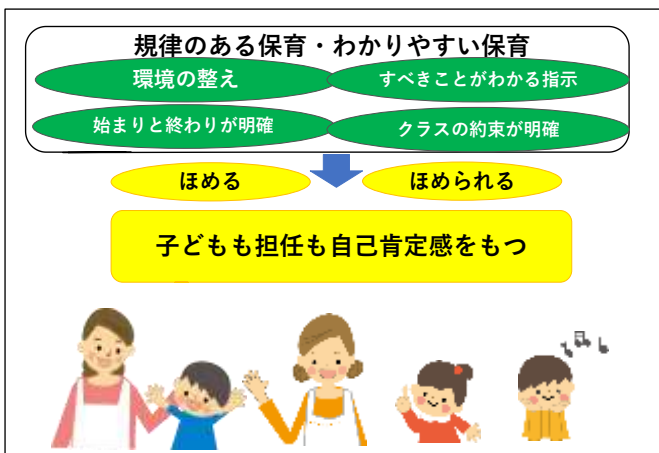 規律のある保育・わかりやすい保育
環境の整え
すべきことがわかる指示
始まりと終わりが明確
クラスの約束が明確
ほめる
ほめられる
子どもも担任も自己肯定感をもつ